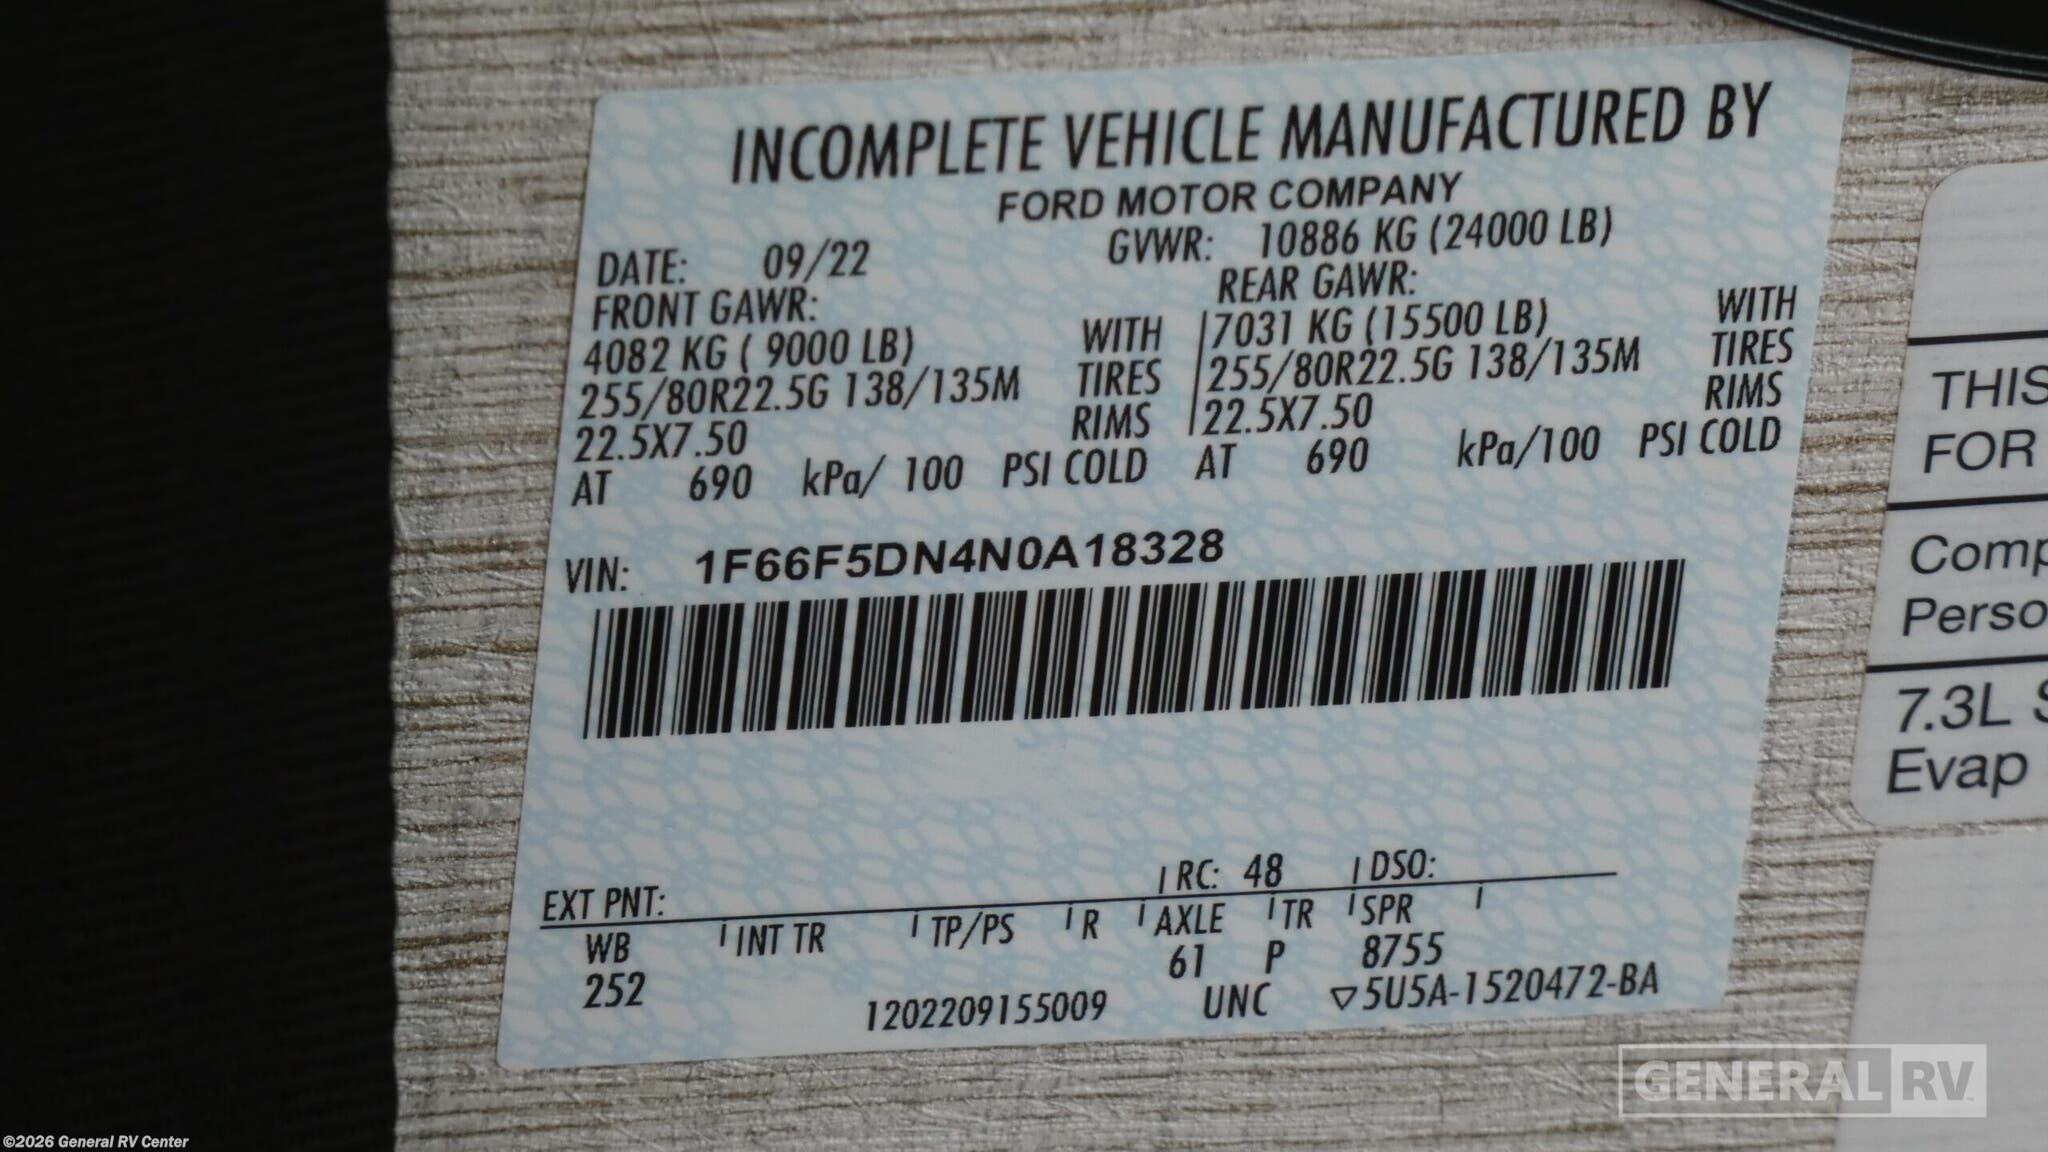 INCOMPLETE VEHICLE MANUFACTURED BY
FORD MOTOR COMPANY
DATE: 09/22 GVWR: 10886 KG (24000 LB)
FRONT GAWR: REAR GAWR:
4082 KG ( 9000 LB) WITH 7031 KG (15500 LB) WITH
255/80R22.5G 138/135M TIRES 255/80R22.5G 138/135M TIRES
22.5X7.50 RIMS 22.5X7.50 RIMS
AT 690 kPa/ 100 PSI COLD AT 690 kPa/100 PSI COLD
VIN: 1F66F5DN4N0A18328
EXT PNT: RC: 48 DSO:
WB INT TR TP/PS R AXLE TR SPR
252 61 P 8755
1202209155009 UNC ▽5U5A-1520472-BA
THIS
FOR
Comp
Perso
7.3L S
Evap
GENERAL RV
©2026 General RV Center